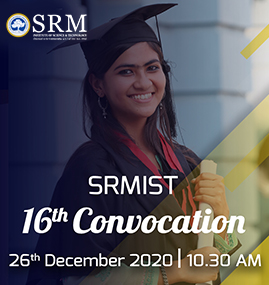 SRM
INSTITUTE OF SCIENCE & TECHNOLOGY
SRMIST
16th Convocation
26th December 2020 | 10.30 AM